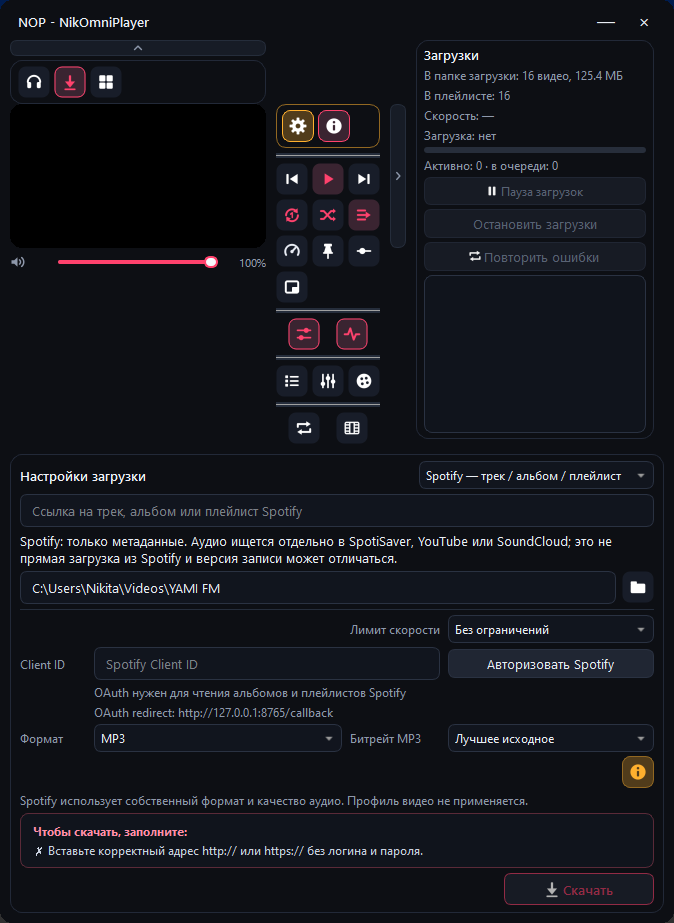 NOP - NikOmniPlayer
Загрузки
В папке загрузки: 16 видео, 125.4 МБ
В плейлисте: 16
Скорость: —
Загрузка: нет
Активно: 0 · в очереди: 0
Пауза загрузок
Остановить загрузки
Повторить ошибки
100%
Настройки загрузки
Spotify — трек / альбом / плейлист
Ссылка на трек, альбом или плейлист Spotify
Spotify: только метаданные. Аудио ищется отдельно в SpotiSaver, YouTube или SoundCloud; это не
прямая загрузка из Spotify и версия записи может отличаться.
C:\Users\Nikita\Videos\YAMI FM
Лимит скорости Без ограничений
Client ID Spotify Client ID Авторизовать Spotify
OAuth нужен для чтения альбомов и плейлистов Spotify
OAuth redirect: http://127.0.0.1:8765/callback
Формат MP3 Битрейт MP3 Лучшее исходное
Spotify использует собственный формат и качество аудио. Профиль видео не применяется.
Чтобы скачать, заполните:
✗ Вставьте корректный адрес http:// или https:// без логина и пароля.
Скачать